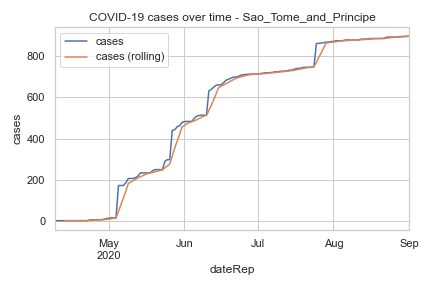 COVID-19 cases over time - Sao_Tome_and_Principe
cases
cases (rolling)
800
600
400
200
0
cases
May
2020
Jun
Jul
Aug
Sep
dateRep